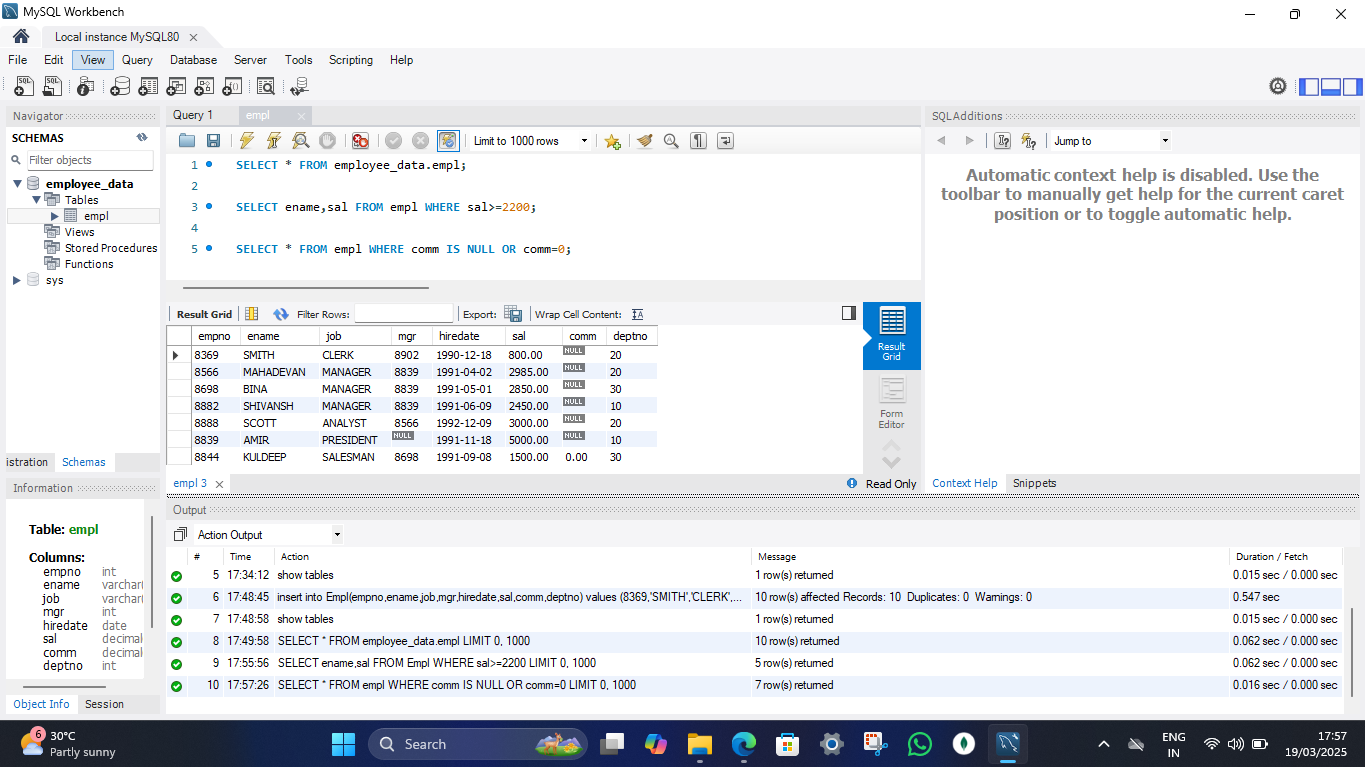 MySQL Workbench
Local instance MySQL80
File Edit View Query Database Server Tools Scripting Help
Navigator
SCHEMAS
Filter objects
employee_data
Tables
empl
Views
Stored Procedures
Functions
sys
istration Schemas
Information
Table: empl
Columns:
empno int
ename varchar
job varchar
mgr int
hiredate date
sal decimal
comm decimal
deptno int
Object Info Session
Query 1 empl
Limit to 1000 rows
1 SELECT * FROM employee_data.empl;
2
3 SELECT ename,sal FROM empl WHERE sal>=2200;
4
5 SELECT * FROM empl WHERE comm IS NULL OR comm=0;
Result Grid Filter Rows: Export: Wrap Cell Content:
empno ename job mgr hiredate sal comm deptno
8369 SMITH CLERK 8902 1990-12-18 800.00 NULL 20
8566 MAHADEVAN MANAGER 8839 1991-04-02 2985.00 NULL 20
8698 BINA MANAGER 8839 1991-05-01 2850.00 NULL 30
8882 SHIVANSH MANAGER 8839 1991-06-09 2450.00 NULL 10
8888 SCOTT ANALYST 8566 1992-12-09 3000.00 NULL 20
8839 AMIR PRESIDENT NULL 1991-11-18 5000.00 NULL 10
8844 KULDEEP SALESMAN 8698 1991-09-08 1500.00 0.00 30
Result
Grid
Form
Editor
empl 3 Read Only
SQLAdditions
Jump to
Automatic context help is disabled. Use the
toolbar to manually get help for the current caret
position or to toggle automatic help.
Context Help Snippets
Output
Action Output
# Time Action Message Duration / Fetch
5 17:34:12 show tables 1 row(s) returned 0.015 sec / 0.000 sec
6 17:48:45 insert into Empl(empno,ename,job,mgr,hiredate,sal,comm,deptno) values (8369,'SMITH','CLERK',... 10 row(s) affected Records: 10 Duplicates: 0 Warnings: 0 0.547 sec
7 17:48:58 show tables 1 row(s) returned 0.015 sec / 0.000 sec
8 17:49:58 SELECT * FROM employee_data.empl LIMIT 0, 1000 10 row(s) returned 0.062 sec / 0.000 sec
9 17:55:56 SELECT ename,sal FROM Empl WHERE sal>=2200 LIMIT 0, 1000 5 row(s) returned 0.062 sec / 0.000 sec
10 17:57:26 SELECT * FROM empl WHERE comm IS NULL OR comm=0 LIMIT 0, 1000 7 row(s) returned 0.016 sec / 0.000 sec
6
30°C
Partly sunny
Search
ENG
IN
17:57
19/03/2025